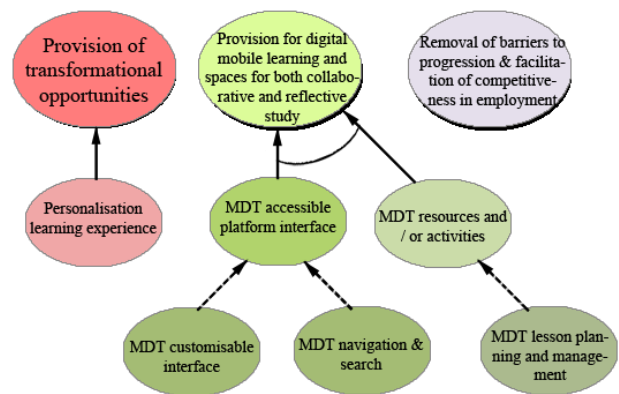 Provision of
transformational
opportunities
Provision for digital
mobile learning and
spaces for both collabo-
rative and reflective
study
Removal of barriers to
progression & facilita-
tion of competitive-
ness in employment
Personalisation
learning experience
MDT accessible
platform interface
MDT resources and
/ or activities
MDT customisable
interface
MDT navigation &
search
MDT lesson plan-
ning and manage-
ment